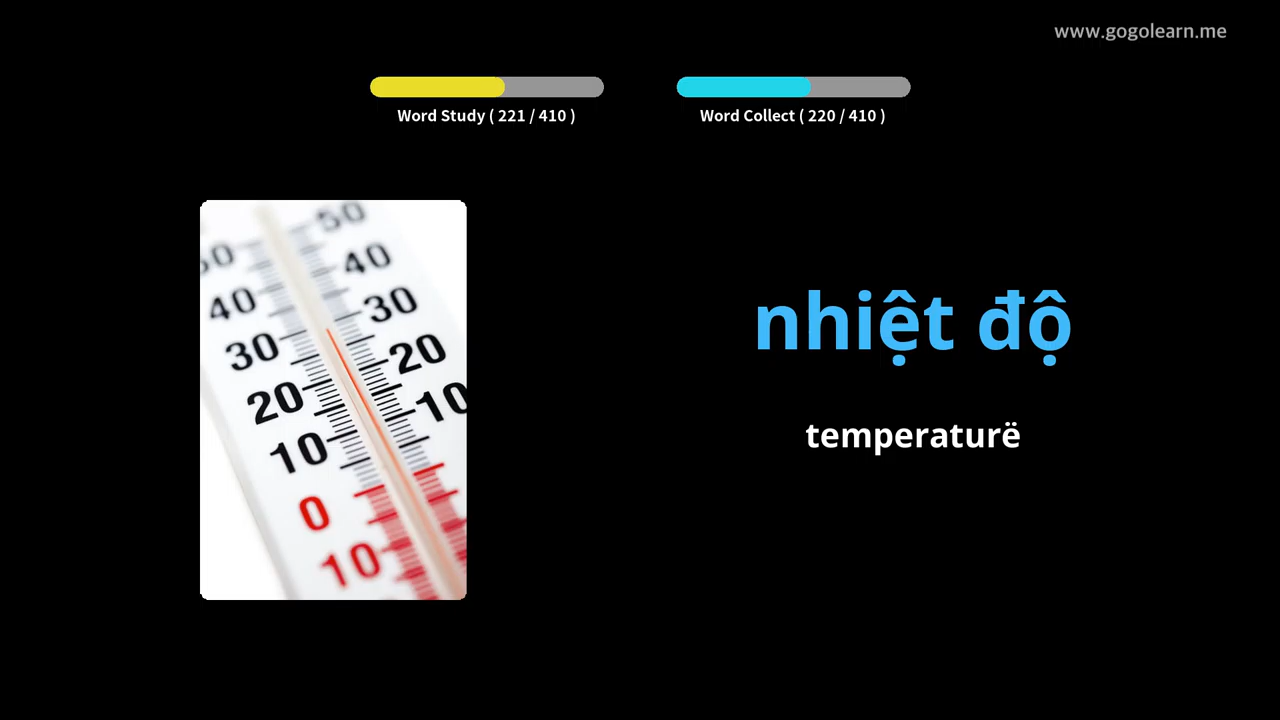 www.gogolearn.me
Word Study ( 221 / 410 )
Word Collect ( 220 / 410 )
50
50
40
40
30
30
20
20
10
10
0
10
nhiệt độ
temperaturë